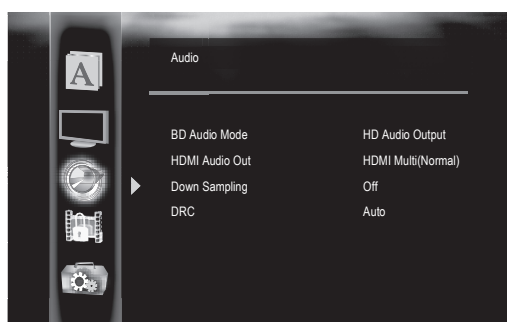 A
Audio
BD Audio Mode HD Audio Output
HDMI Audio Out HDMI Multi(Normal)
Down Sampling Off
DRC Auto